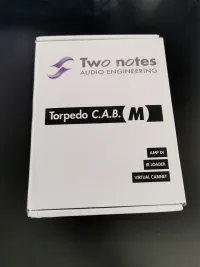 Two notes
AUDIO ENGINEERING
Torpedo C.A.B. M
AMP DI
IR LOADER
VIRTUAL CABINET